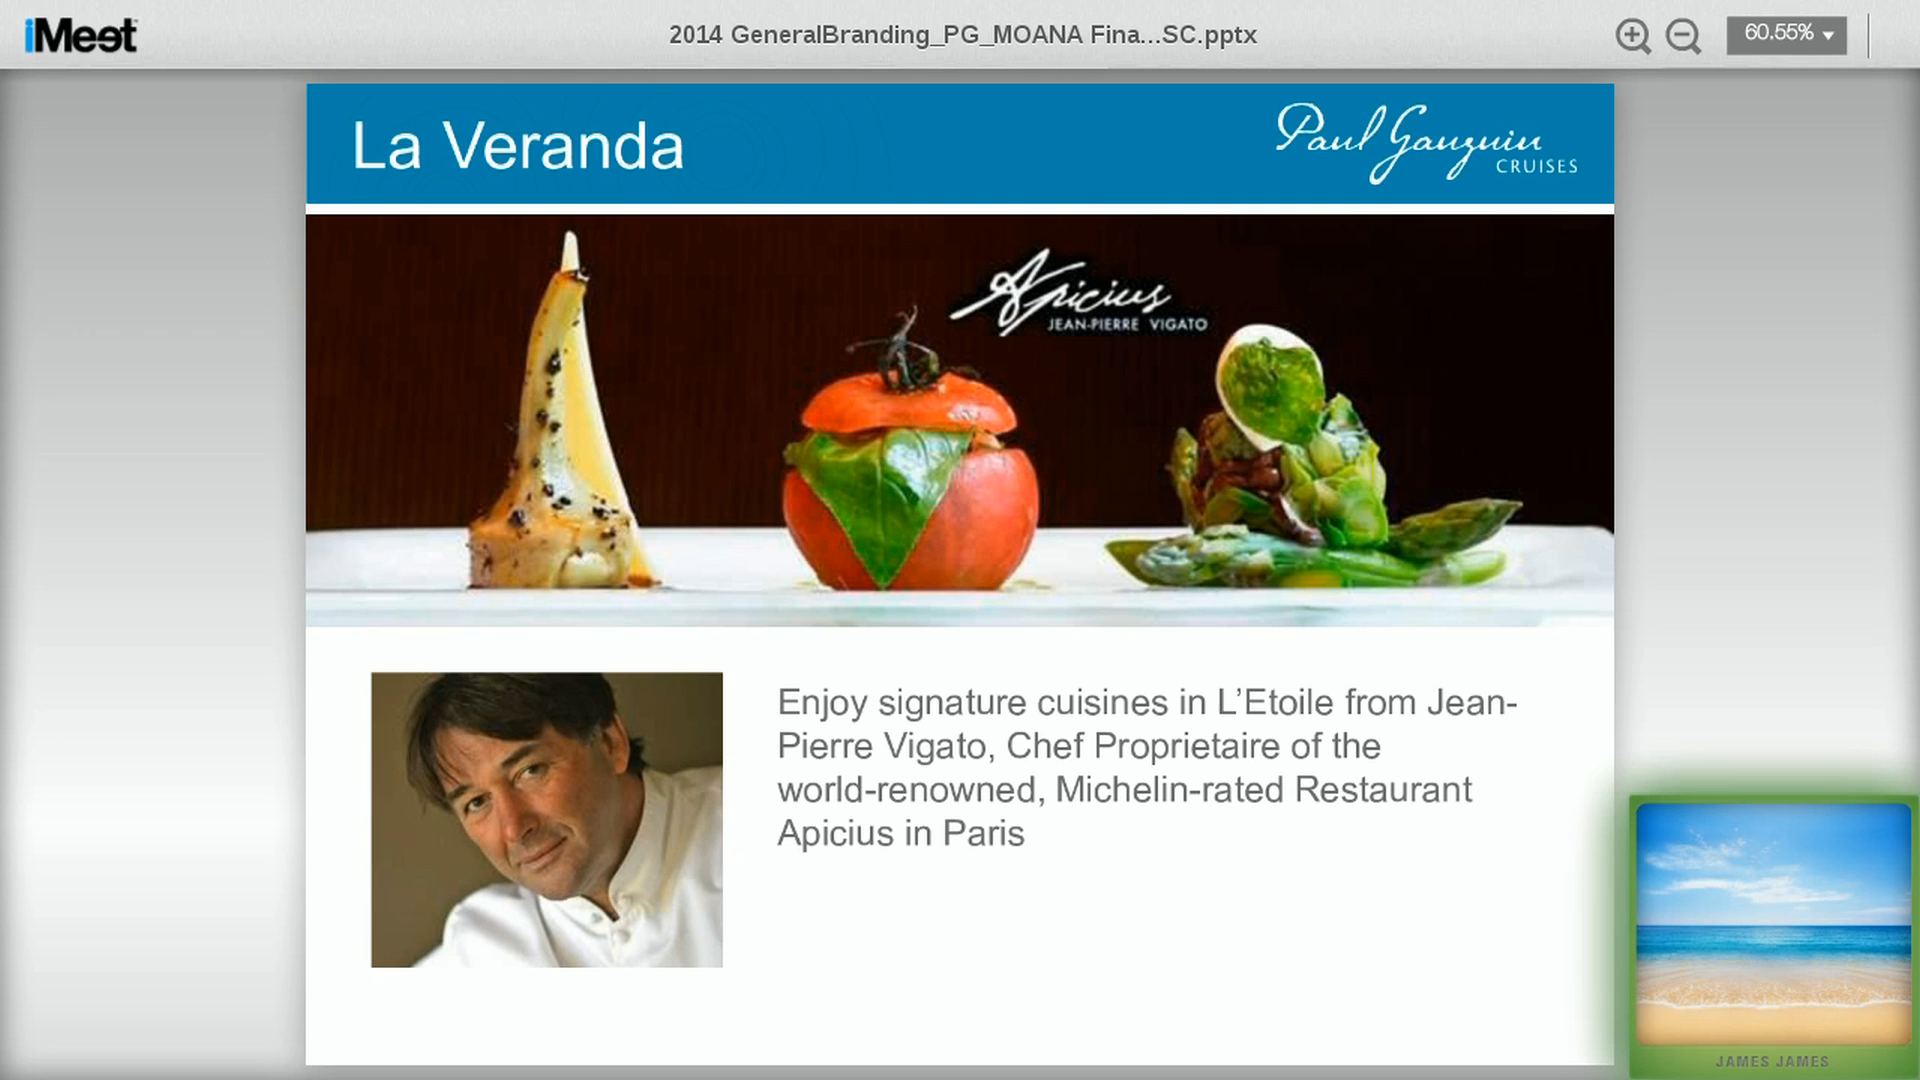 iMeet
2014 GeneralBranding_PG_MOANA Fina...SC.pptx
60.55%
La Veranda
Paul Gauguin
CRUISES
Apicius
JEAN-PIERRE VIGATO
Enjoy signature cuisines in L’Etoile from Jean-
Pierre Vigato, Chef Proprietaire of the
world-renowned, Michelin-rated Restaurant
Apicius in Paris
JAMES JAMES